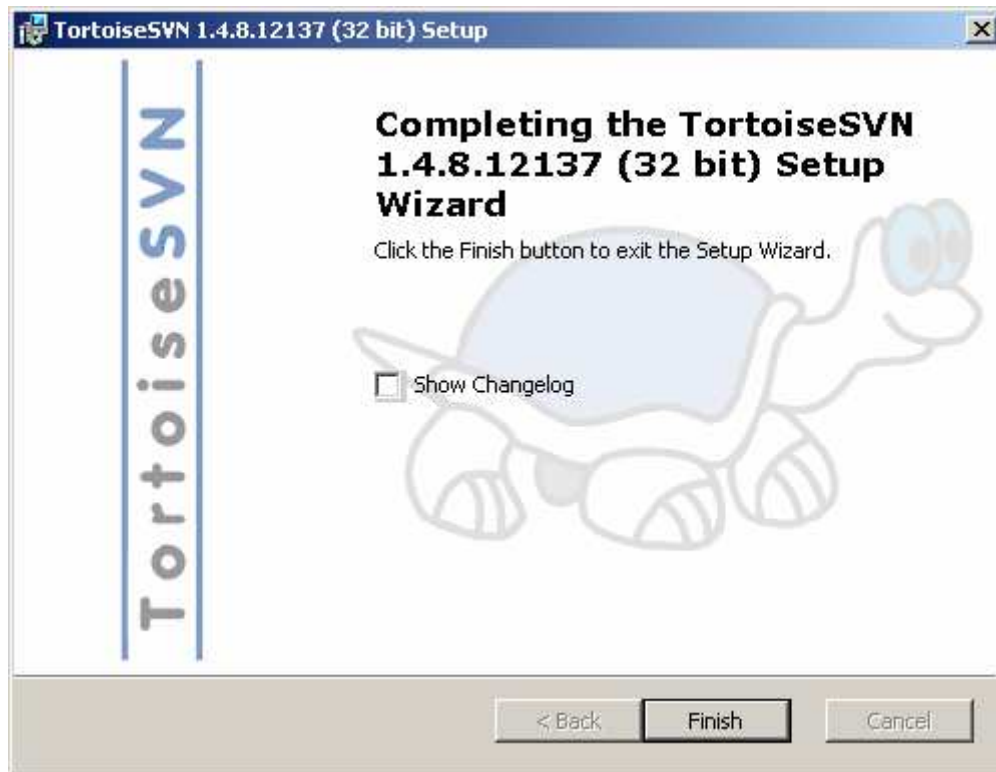 TortoiseSVN 1.4.8.12137 (32 bit) Setup
TortoiseSVN
Completing the TortoiseSVN
1.4.8.12137 (32 bit) Setup
Wizard
Click the Finish button to exit the Setup Wizard.
Show Changelog
< Back
Finish
Cancel